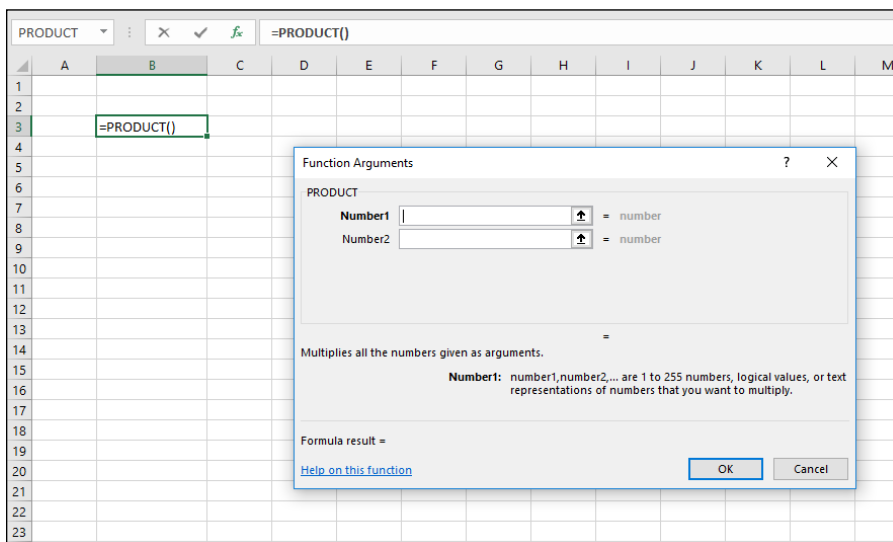 PRODUCT fx =PRODUCT()
A B C D E F G H I J K L M
1
2
3 =PRODUCT()
4
5
6
7
8
9
10
11
12
13
14
15
16
17
18
19
20
21
22
23
Function Arguments ? X
PRODUCT
Number1 = number
Number2 = number
=
Multiplies all the numbers given as arguments.
Number1: number1,number2,... are 1 to 255 numbers, logical values, or text
representations of numbers that you want to multiply.
Formula result =
Help on this function OK Cancel